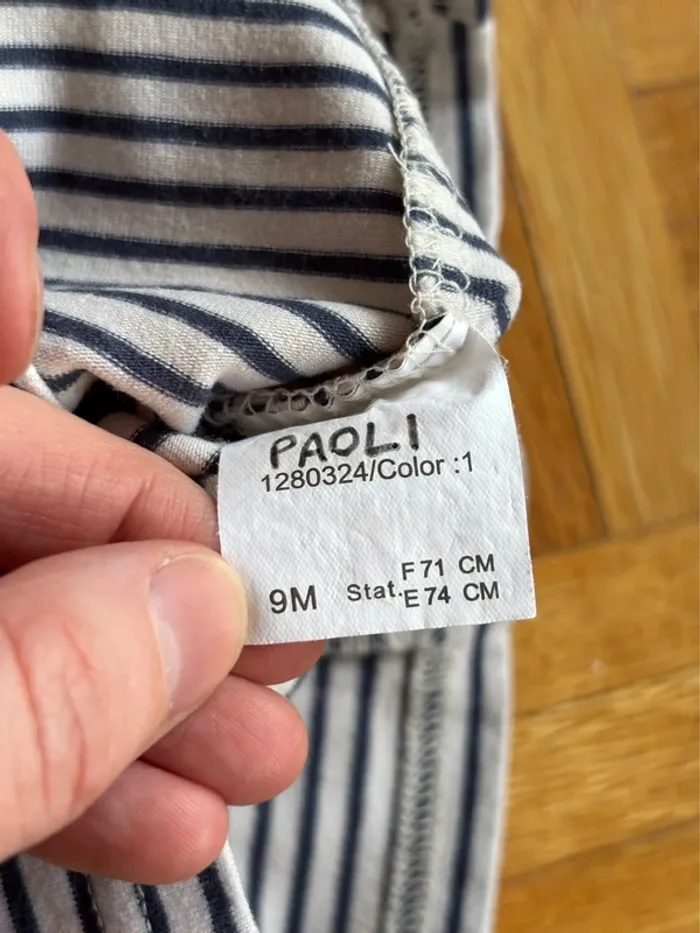 PAOLI
1280324/Color :1
9M Stat. F 71 CM
E 74 CM